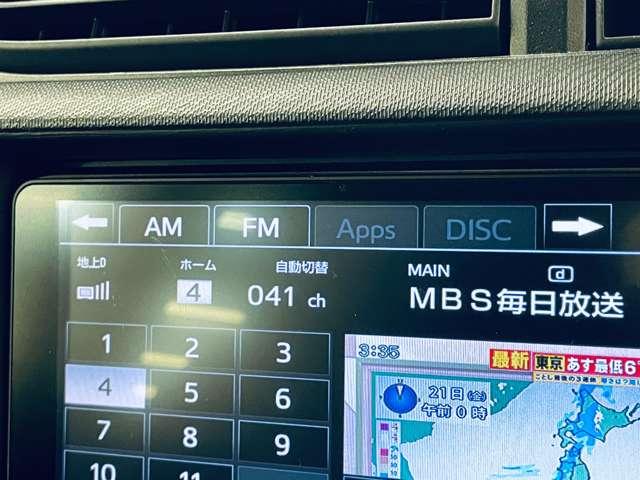 AM FM Apps DISC
地上D ホーム 自動切替 MAIN d
4 041 ch MBS毎日放送
1 2 3
4 5 6
7 8 9
10 11
3:35 最新 東京 あす最低6
21日(金)
午前0時